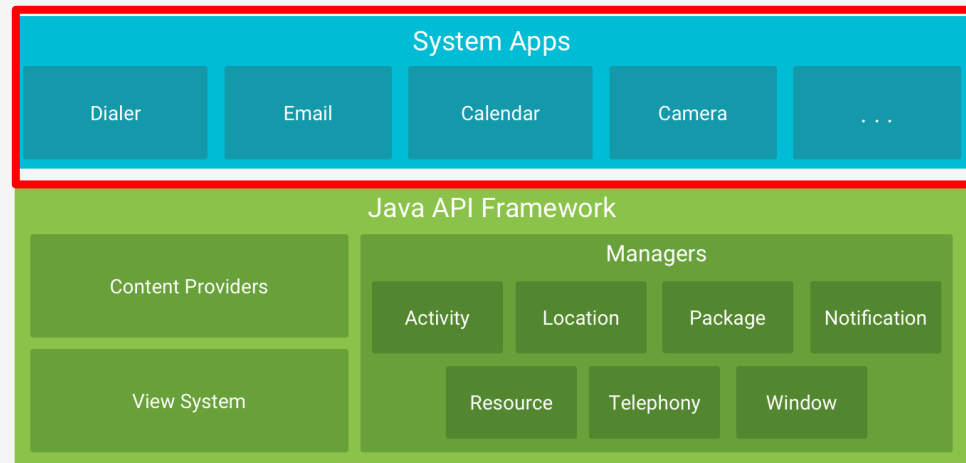 System Apps
Dialer Email Calendar Camera . . .
Java API Framework
Content Providers
View System
Managers
Activity Location Package Notification
Resource Telephony Window